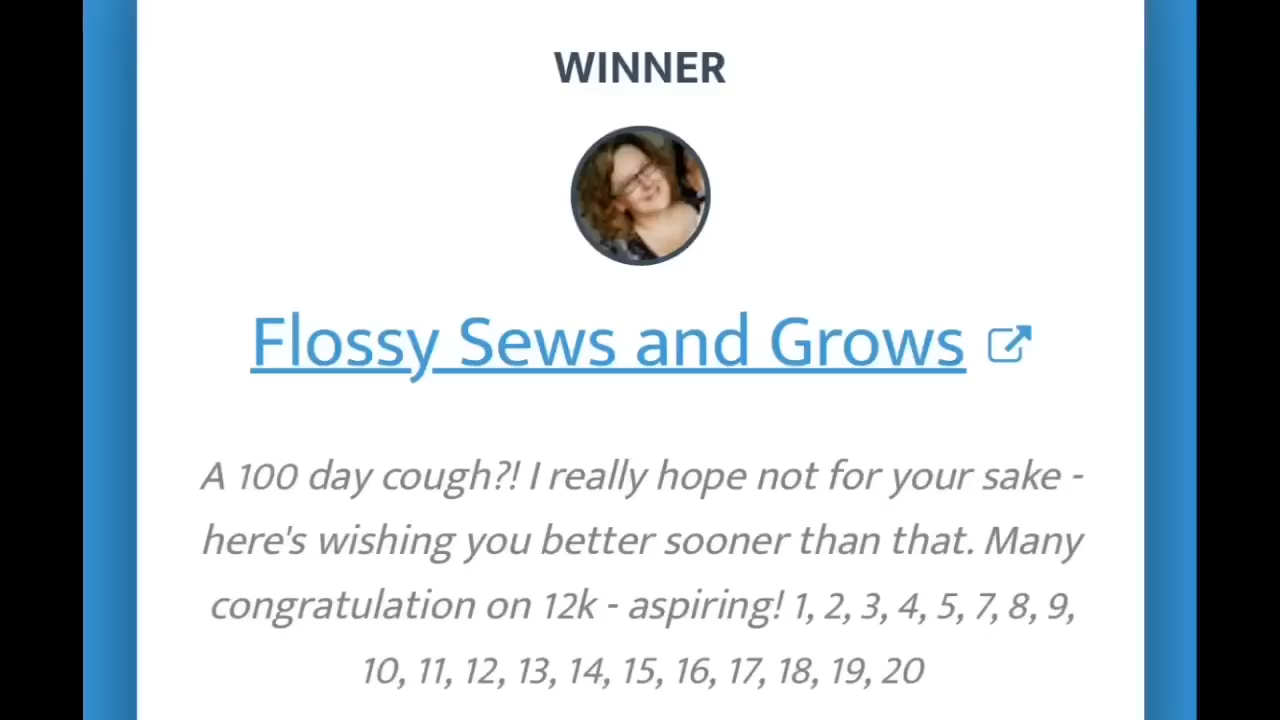 WINNER
Flossy Sews and Grows
A 100 day cough?! I really hope not for your sake -
here's wishing you better sooner than that. Many
congratulation on 12k - aspiring! 1, 2, 3, 4, 5, 7, 8, 9,
10, 11, 12, 13, 14, 15, 16, 17, 18, 19, 20